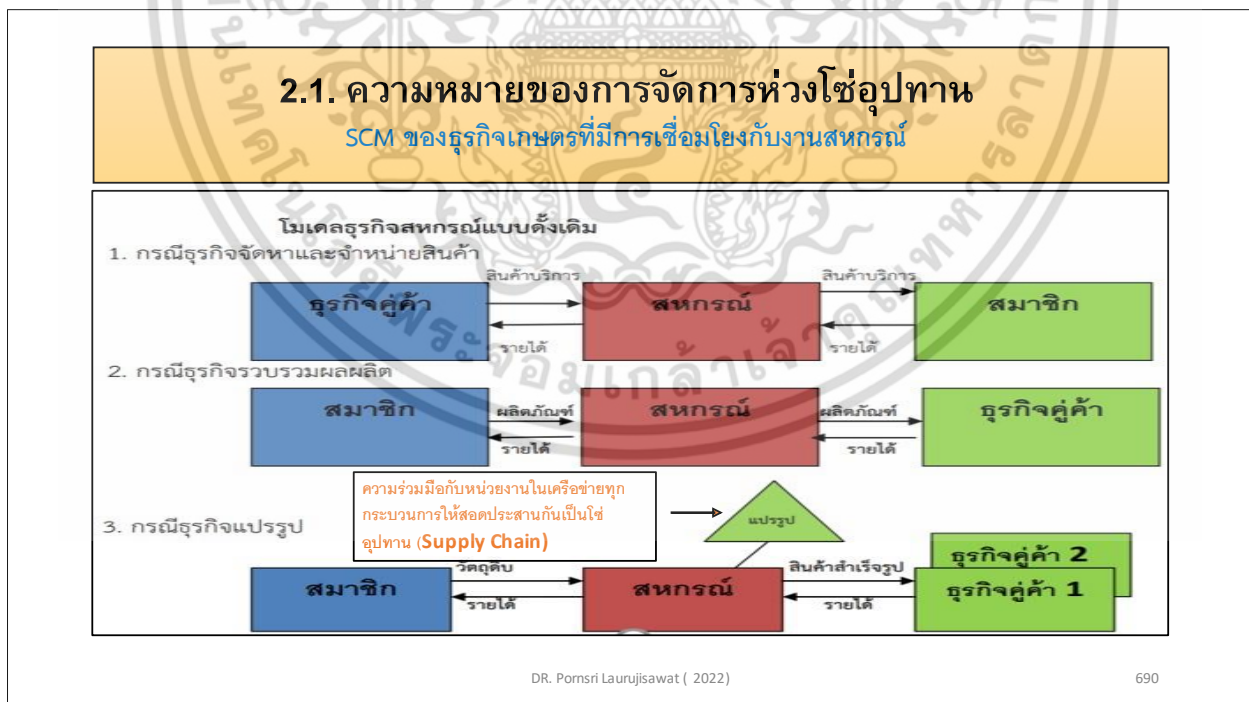 2.1. ความหมายของการจัดการห่วงโซ่อุปทาน
SCM ของธุรกิจเกษตรที่มีการเชื่อมโยงกับงานสหกรณ์
โมเดลธุรกิจสหกรณ์แบบดั้งเดิม
1. กรณีธุรกิจจัดหาและจำหน่ายสินค้า
ธุรกิจคู่ค้า
สินค้าบริการ
รายได้
สหกรณ์
สินค้าบริการ
รายได้
สมาชิก
2. กรณีธุรกิจรวบรวมผลผลิต
สมาชิก
ผลิตภัณฑ์
รายได้
สหกรณ์
ผลิตภัณฑ์
รายได้
ธุรกิจคู่ค้า
ความร่วมมือกับหน่วยงานในเครือข่ายทุก
กระบวนการให้สอดประสานกันเป็นโซ่
อุปทาน (Supply Chain)
แปรรูป
3. กรณีธุรกิจแปรรูป
สมาชิก
วัตถุดิบ
รายได้
สหกรณ์
สินค้าสำเร็จรูป
รายได้
ธุรกิจคู่ค้า 2
ธุรกิจคู่ค้า 1
DR. Pornsri Laurujisawat ( 2022)
690